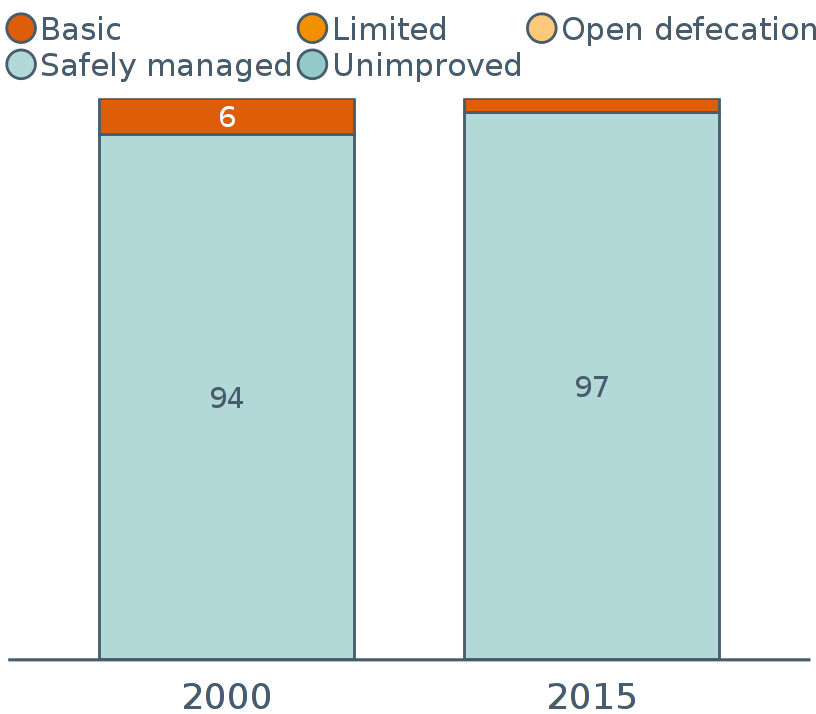 Basic Limited Open defecation
Safely managed Unimproved
6
94
97
2000 2015